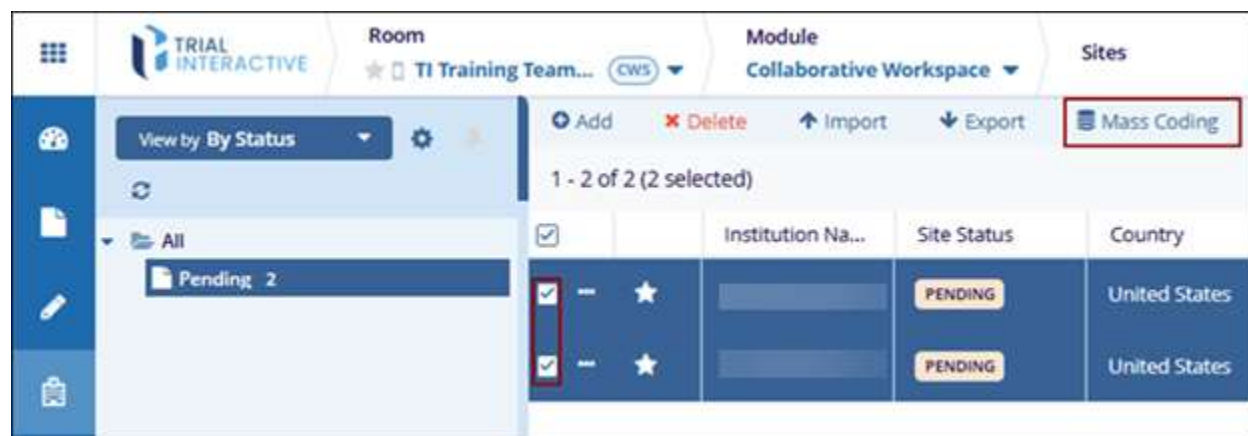 TRIAL
INTERACTIVE
Room
TI Training Team... CWS
Module
Collaborative Workspace
Sites
View by By Status
Add Delete Import Export Mass Coding
1 - 2 of 2 (2 selected)
All
Pending 2
Institution Na... Site Status Country
PENDING United States
PENDING United States